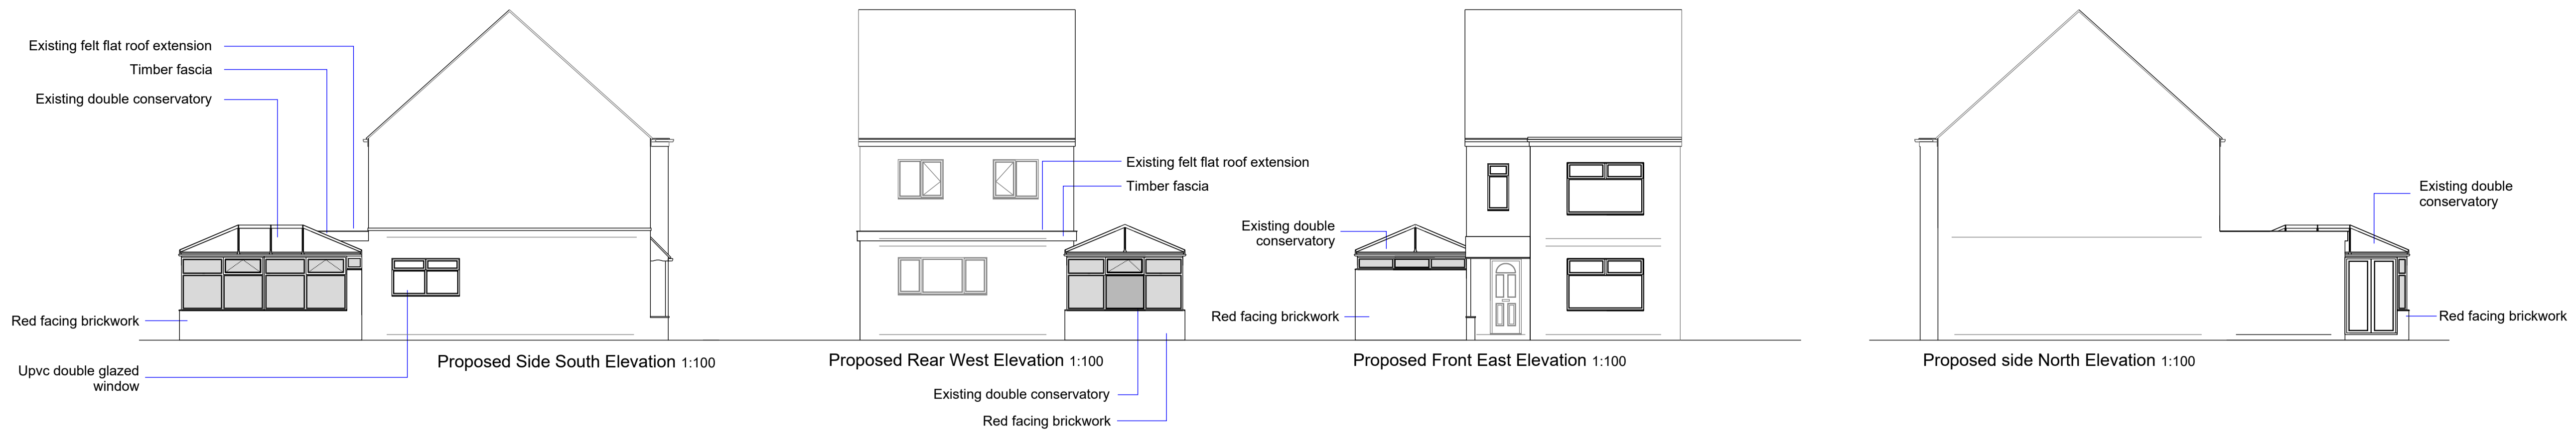 Existing felt flat roof extension
Timber fascia
Existing double conservatory
Red facing brickwork
Upvc double glazed
window
Proposed Side South Elevation 1:100
Existing felt flat roof extension
Timber fascia
Proposed Rear West Elevation 1:100
Existing double conservatory
Red facing brickwork
Existing double
conservatory
Red facing brickwork
Proposed Front East Elevation 1:100
Existing double
conservatory
Red facing brickwork
Proposed side North Elevation 1:100